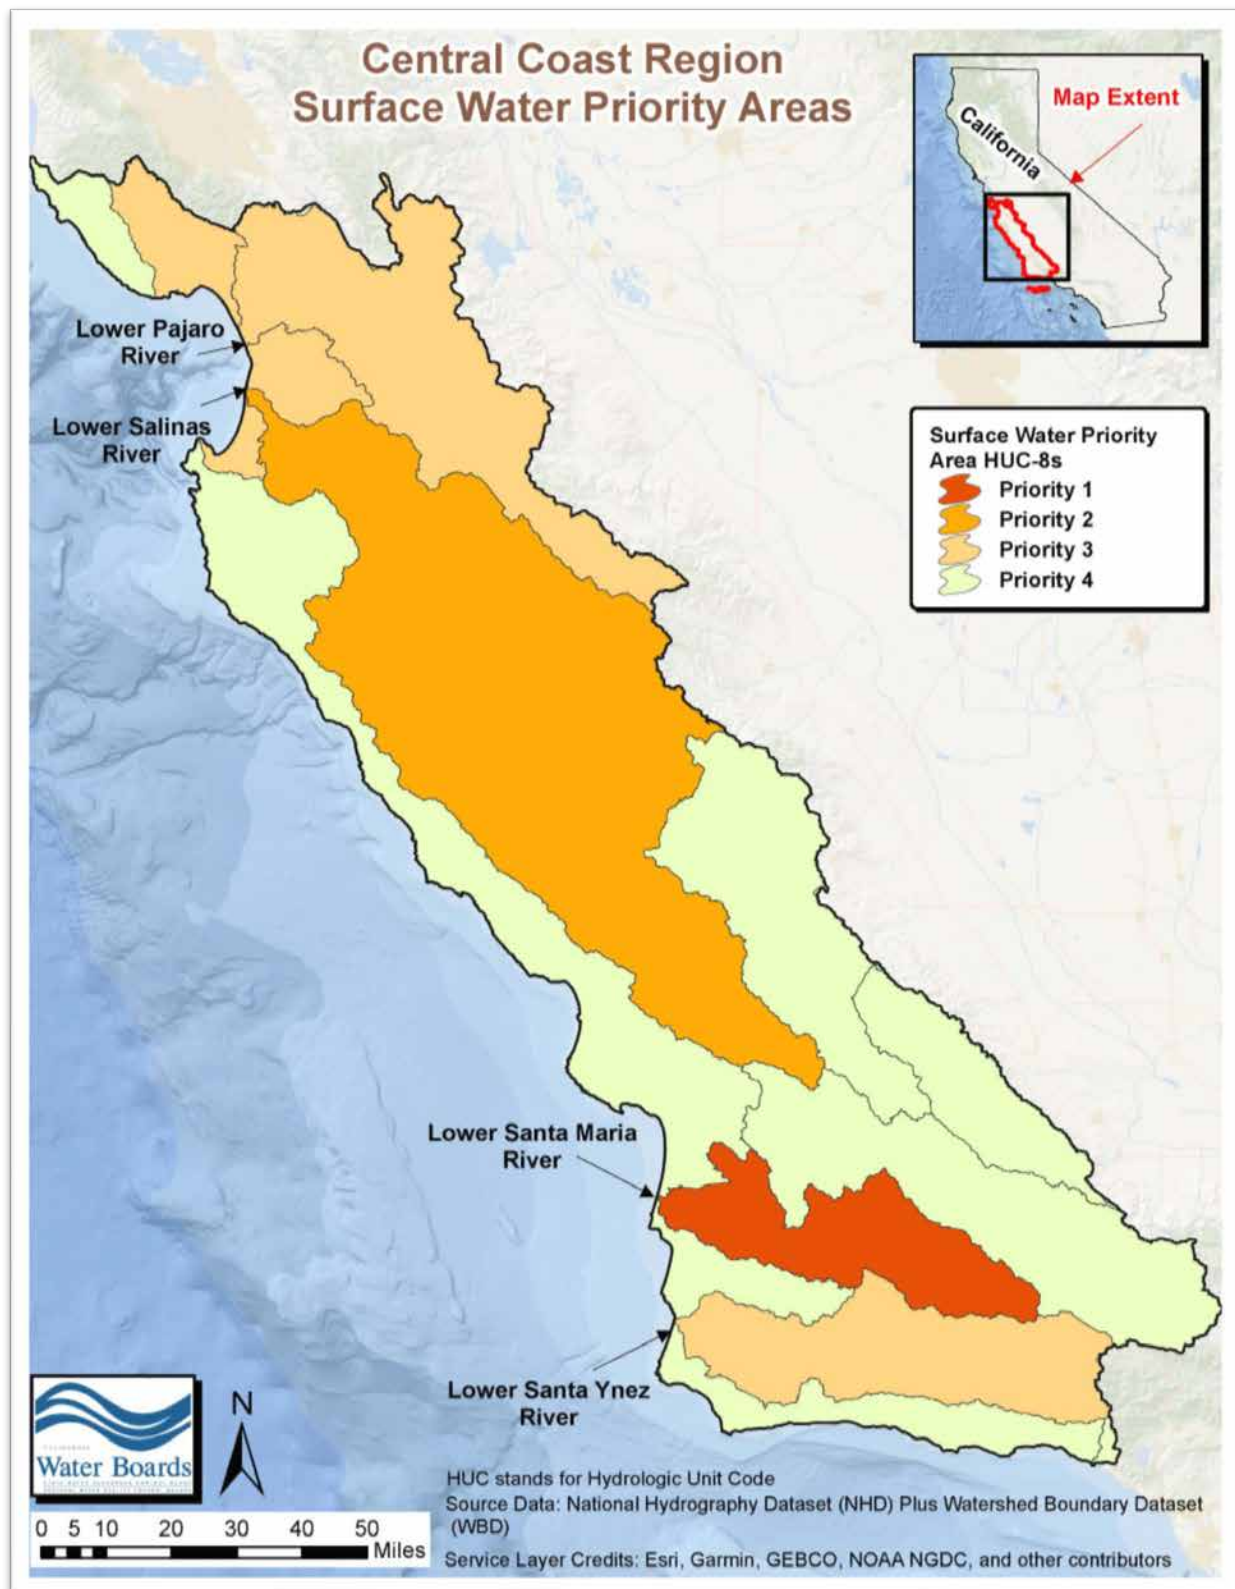 Central Coast Region
Surface Water Priority Areas
Map Extent
California
Lower Pajaro
River
Lower Salinas
River
Surface Water Priority
Area HUC-8s
Priority 1
Priority 2
Priority 3
Priority 4
Lower Santa Maria
River
Lower Santa Ynez
River
CALIFORNIA
Water Boards
N
0 5 10 20 30 40 50
Miles
HUC stands for Hydrologic Unit Code
Source Data: National Hydrography Dataset (NHD) Plus Watershed Boundary Dataset
(WBD)
Service Layer Credits: Esri, Garmin, GEBCO, NOAA NGDC, and other contributors